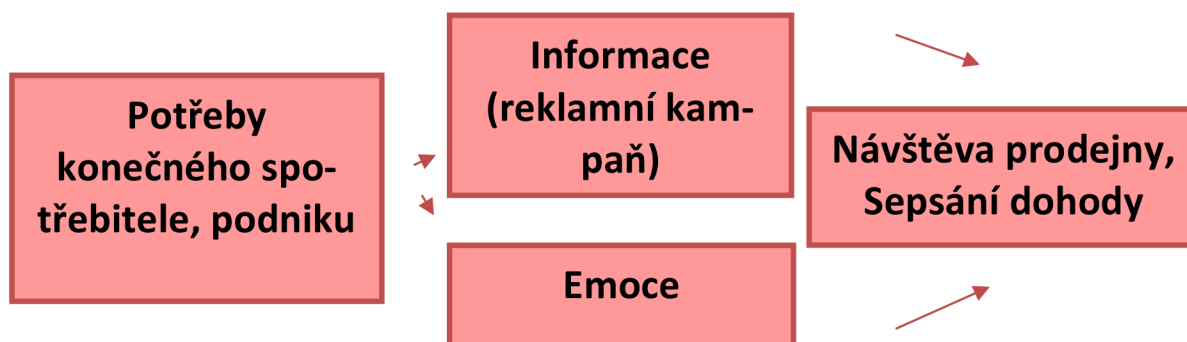 Potřeby
konečného spo-
třebitele, podniku
Informace
(reklamní kam-
paň)
Emoce
Návštěva prodejny,
Sepsání dohody